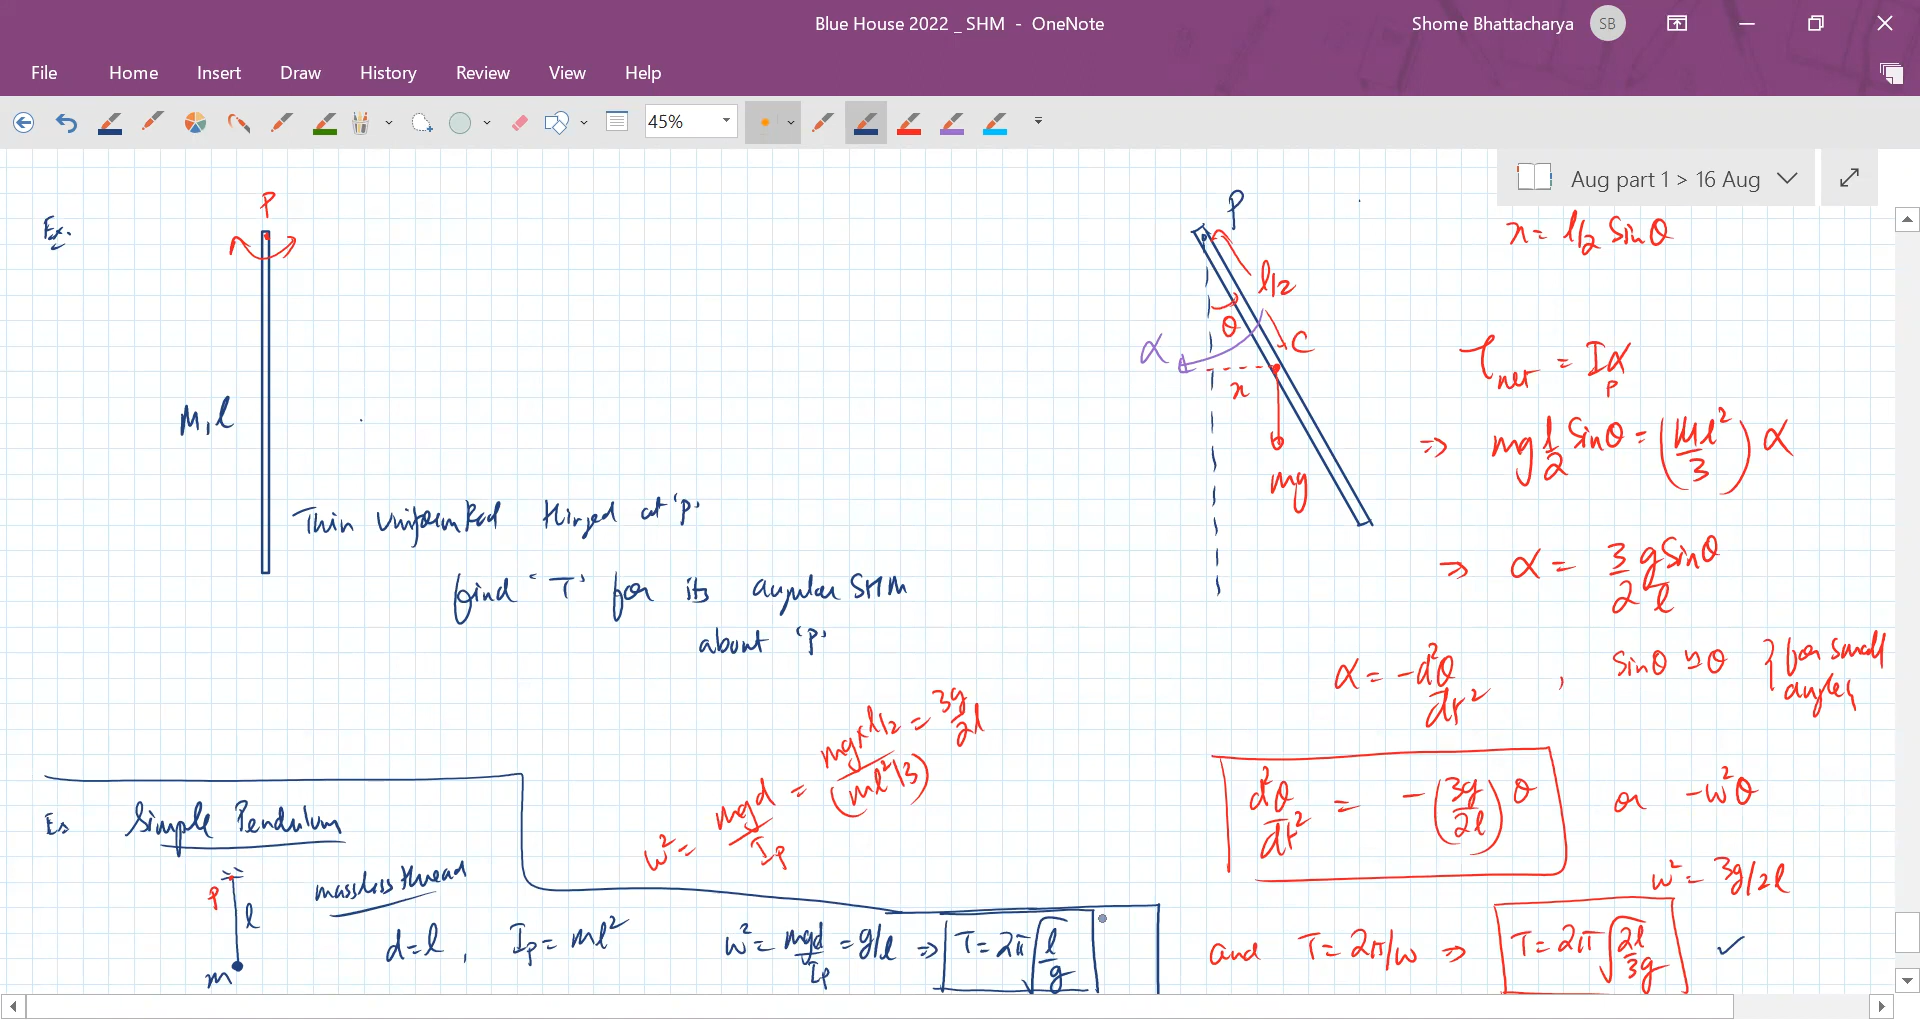 Blue House 2022 _ SHM - OneNote
Shome Bhattacharya
SB
File Home Insert Draw History Review View Help
45%
Aug part 1 > 16 Aug
Ex.
P
M, l
Thin Uniform Rod Hinged at 'P'
find 'T' for its angular SHM
about 'P'
P
l/2
θ
C
α
x
mg
x = l/2 Sinθ
τnet = Ipα
⇒ mg l/2 Sinθ = (Ml²/3) α
⇒ α = 3/2 gSinθ/l
α = -d²θ/dt² , Sinθ ≈ θ } for small angles
d²θ/dt² = -(3g/2l) θ or -ω²θ
ω² = 3g/2l
and T = 2π/ω ⇒ T = 2π√(2l/3g) ✓
ω² = mgd/Ip = mg×l/2/(ml²/3) = 3g/2l
Es Simple Pendulum
P
l
m
massless thread
d = l , Ip = ml²
ω² = mgd/Ip = g/l ⇒ T = 2π√(l/g)